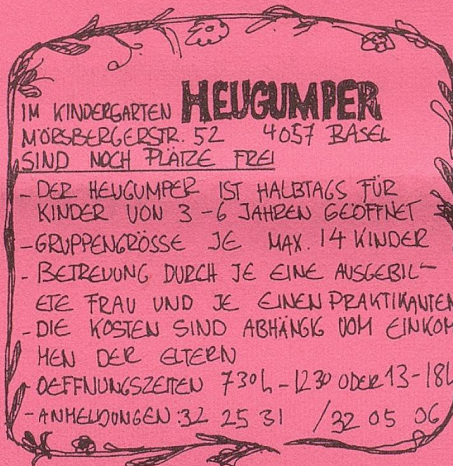 IM KINDERGARTEN HEUGUMPER
MÖRSBERGERSTR. 52 4057 BASEL
SIND NOCH PLÄTZE FREI
- DER HEUGUMPER IST HALBTAGS FÜR
KINDER VON 3-6 JAHREN GEÖFFNET
- GRUPPENGRÖSSE JE MAX. 14 KINDER
- BETREUUNG DURCH JE EINE AUSGEBIL-
ETE FRAU UND JE EINEN PRAKTIKANTEN
- DIE KOSTEN SIND ABHÄNGIG VOM EINKOM
MEN DER ELTERN
- OEFFNUNGSZEITEN 730h - 1230 ODER 13-18h
- ANMELDUNGEN: 32 25 31 / 32 05 06